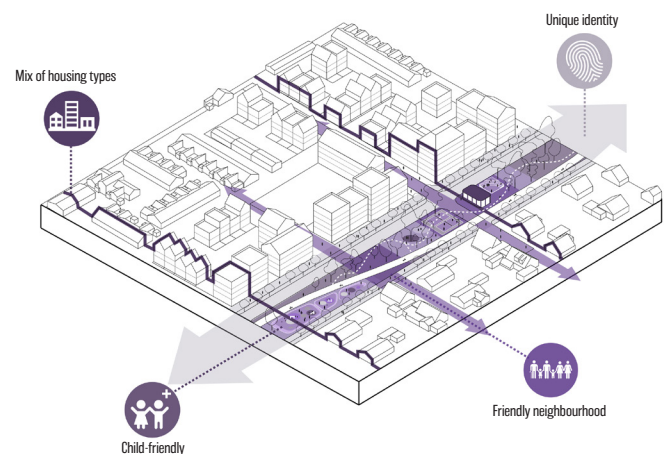 Unique identity
Mix of housing types
Friendly neighbourhood
Child-friendly